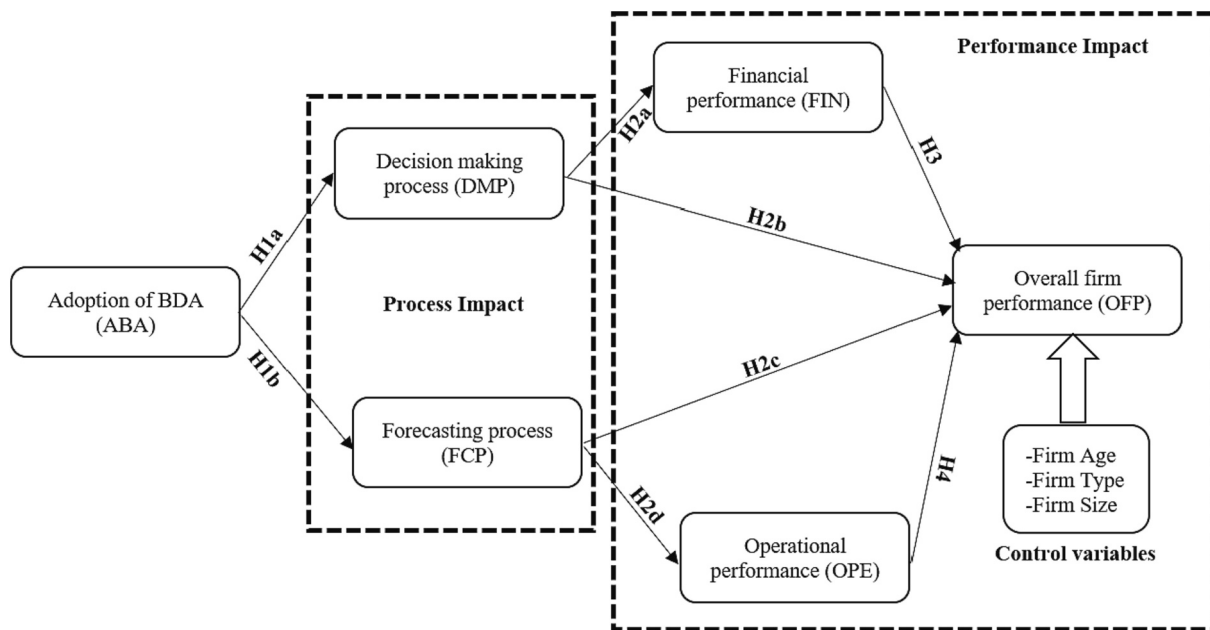 Performance Impact
Financial
performance (FIN)
H2a
H3
Decision making
process (DMP)
H2b
H1a
Adoption of BDA
(ABA)
Process Impact
Overall firm
performance (OFP)
H1b
H2c
Forecasting process
(FCP)
H2d
H4
-Firm Age
-Firm Type
-Firm Size
Control variables
Operational
performance (OPE)